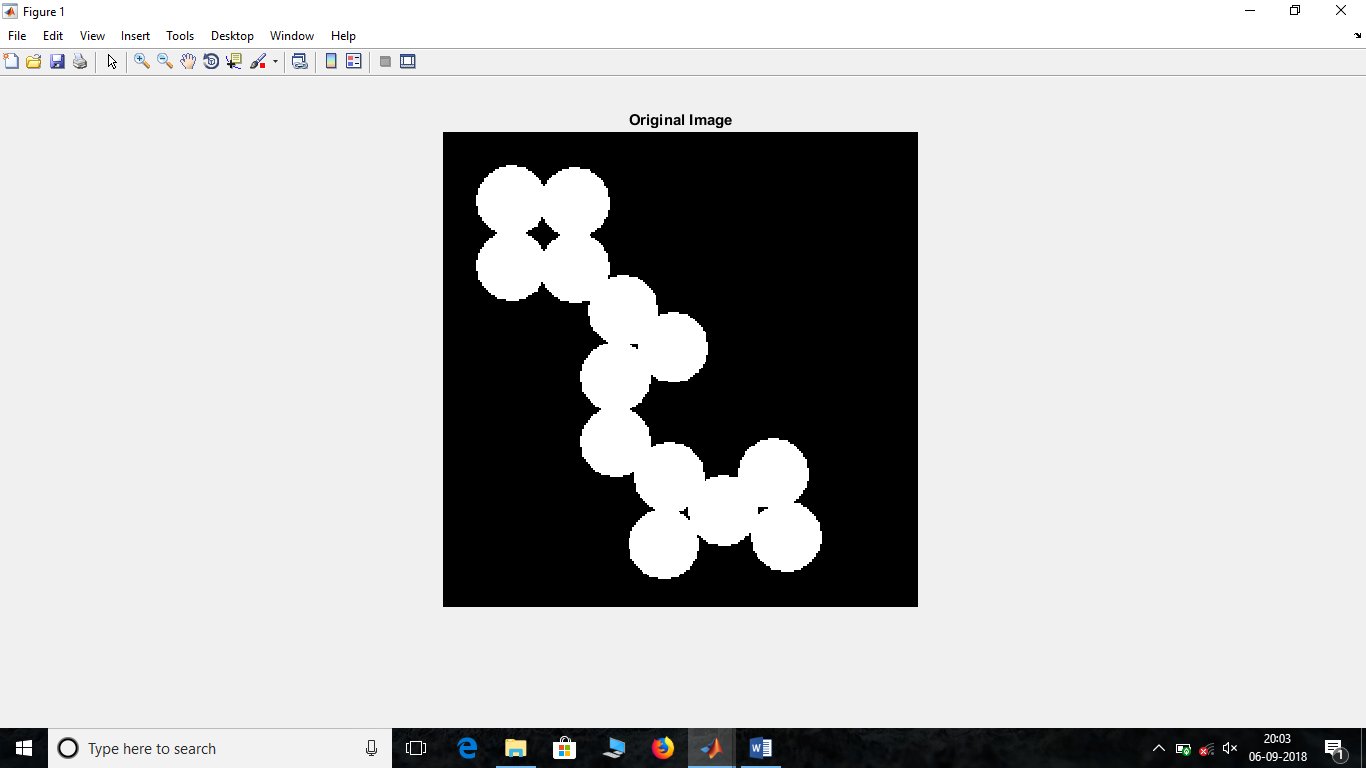 Figure 1
File Edit View Insert Tools Desktop Window Help
Original Image
Type here to search
20:03
06-09-2018
1